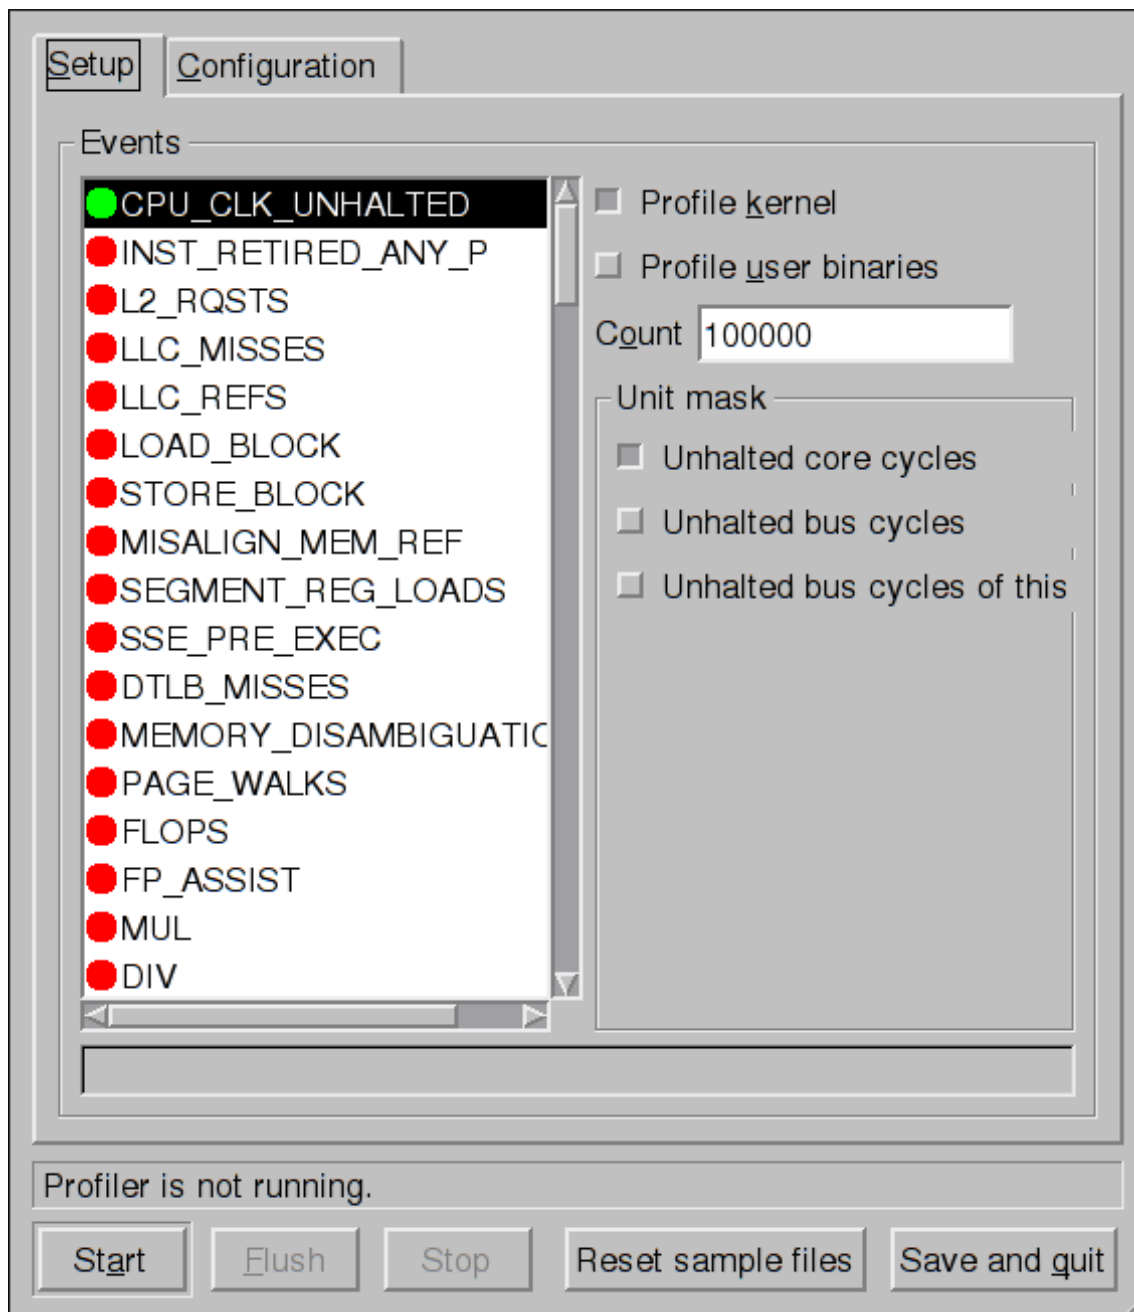 Setup Configuration
Events
CPU_CLK_UNHALTED
INST_RETIRED_ANY_P
L2_RQSTS
LLC_MISSES
LLC_REFS
LOAD_BLOCK
STORE_BLOCK
MISALIGN_MEM_REF
SEGMENT_REG_LOADS
SSE_PRE_EXEC
DTLB_MISSES
MEMORY_DISAMBIGUATIC
PAGE_WALKS
FLOPS
FP_ASSIST
MUL
DIV
Profile kernel
Profile user binaries
Count 100000
Unit mask
Unhalted core cycles
Unhalted bus cycles
Unhalted bus cycles of this
Profiler is not running.
Start Flush Stop Reset sample files Save and quit